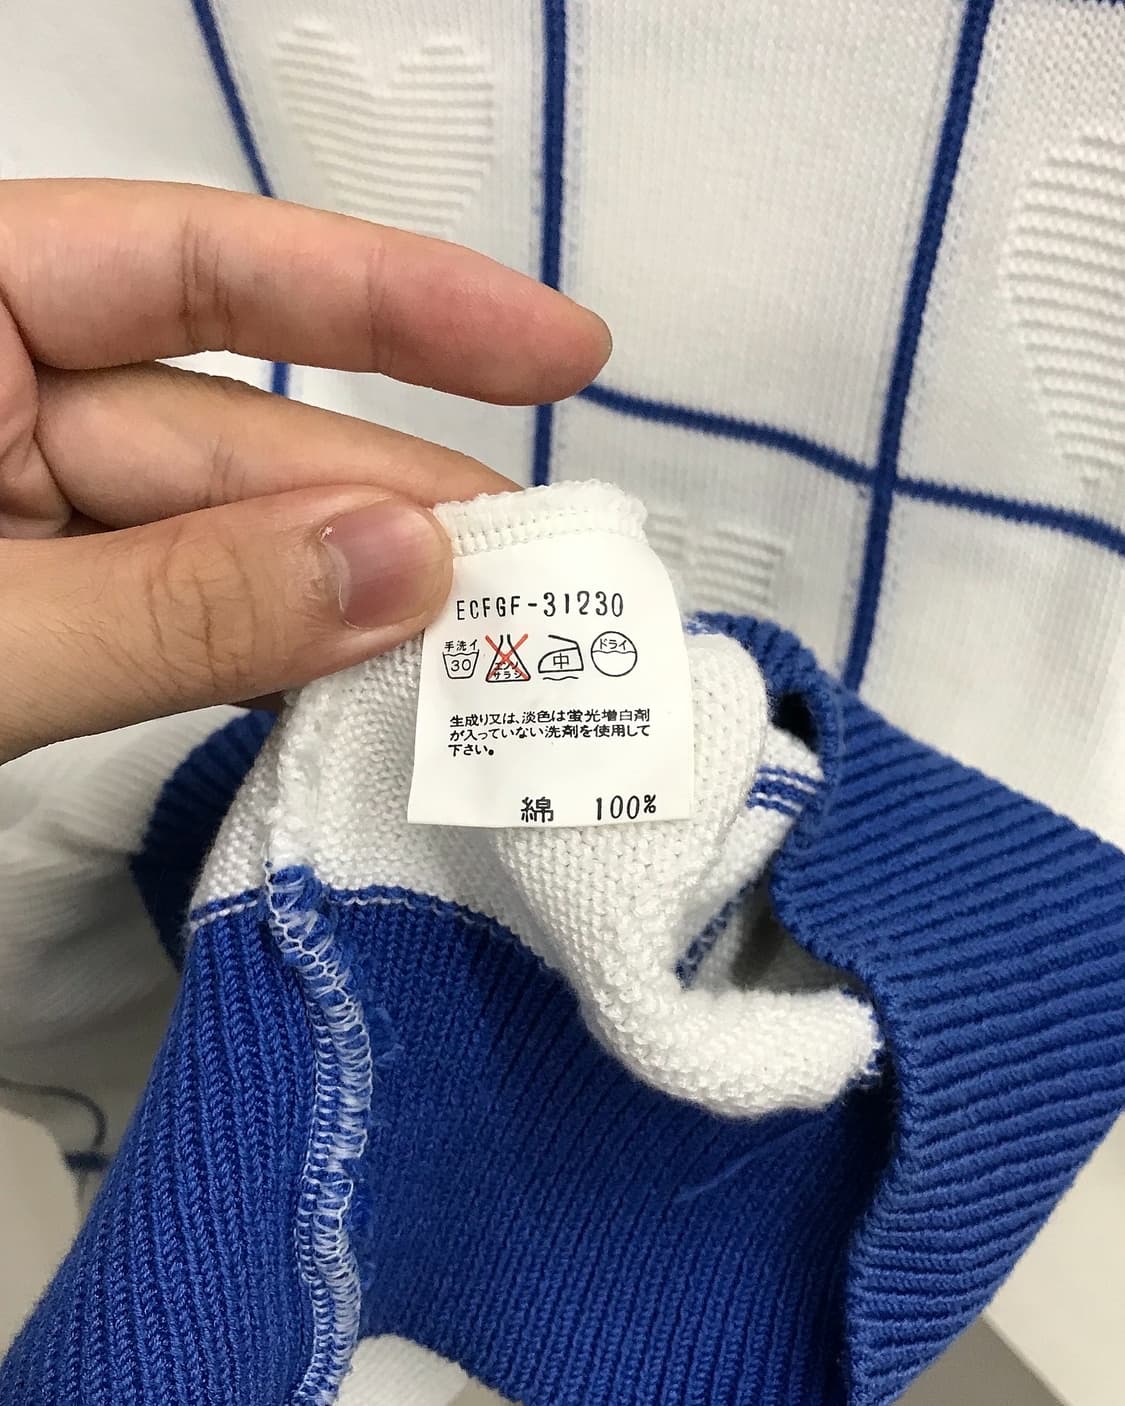 ECFGF-31230
手洗イ
30
エンソ
サラシ
中
ドライ
生成り又は、淡色は蛍光増白剤
が入っていない洗剤を使用して
下さい。
綿 100%